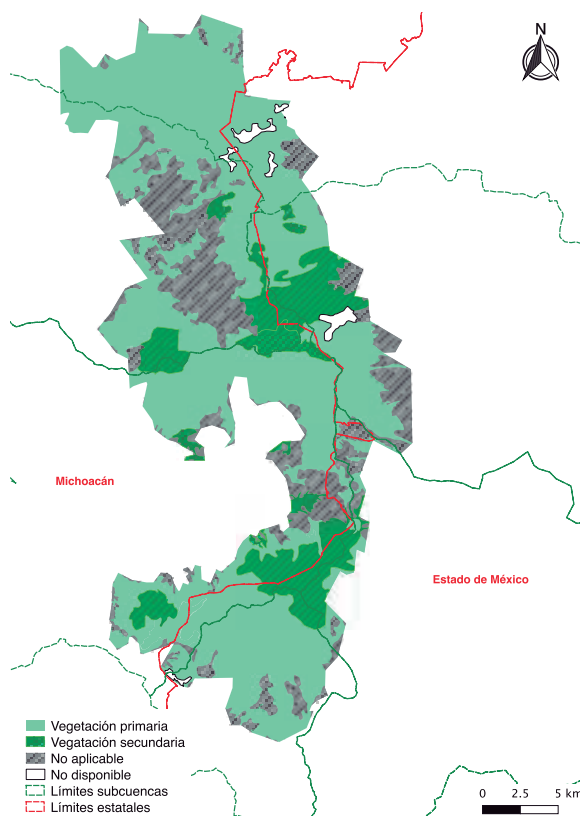 N
Michoacán
Estado de México
Vegetación primaria
Vegatación secundaria
No aplicable
No disponible
Límites subcuencas
Límites estatales
0 2.5 5 km